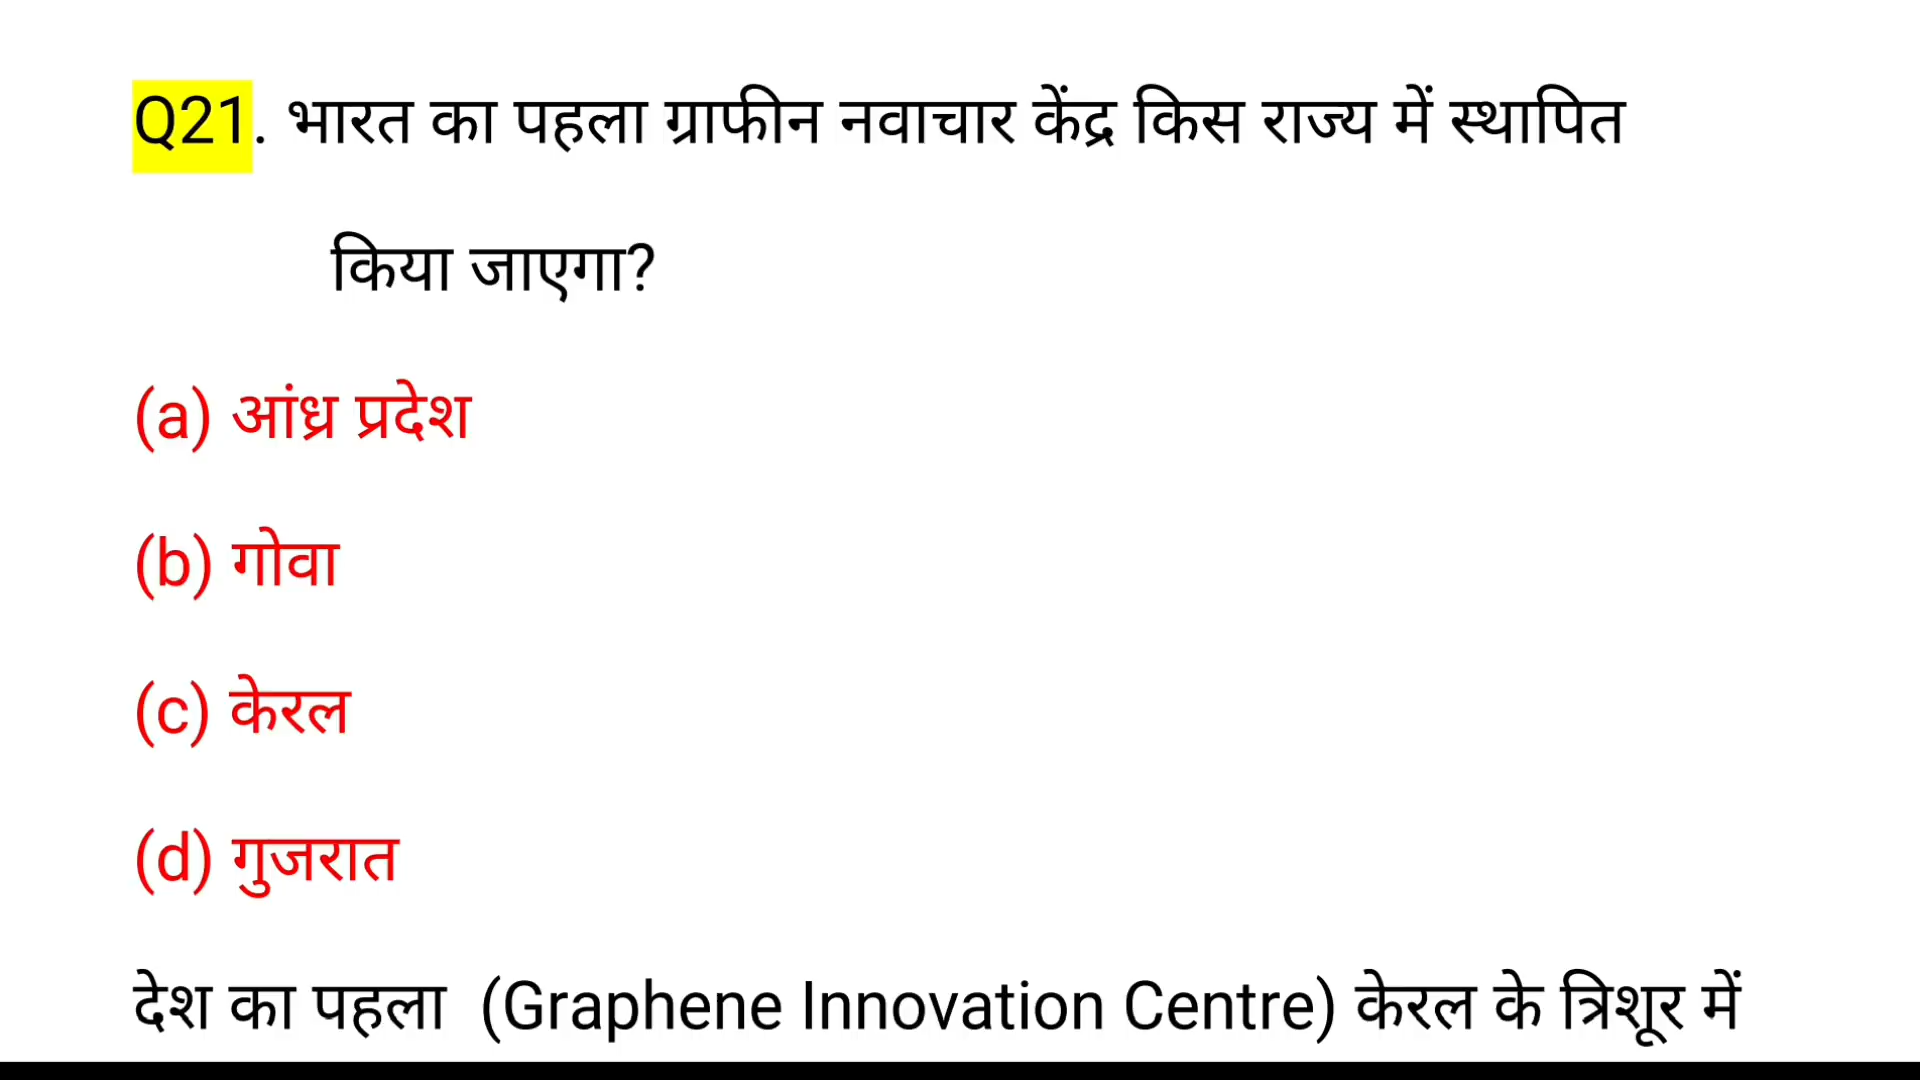 Q21. भारत का पहला ग्राफीन नवाचार केंद्र किस राज्य में स्थापित
किया जाएगा?
(a) आंध्र प्रदेश
(b) गोवा
(c) केरल
(d) गुजरात
देश का पहला (Graphene Innovation Centre) केरल के त्रिशूर में